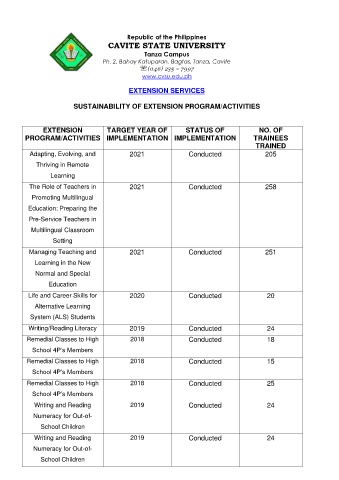 Republic of the Philippines
CAVITE STATE UNIVERSITY
Tanza Campus
Ph. 2, Bahay Katuparan, Bagtas, Tanza, Cavite
☏(046) 235 – 7997
www.cvsu.edu.ph
EXTENSION SERVICES
SUSTAINABILITY OF EXTENSION PROGRAM/ACTIVITIES
EXTENSION PROGRAM/ACTIVITIES TARGET YEAR OF IMPLEMENTATION STATUS OF IMPLEMENTATION NO. OF TRAINEES TRAINED
Adapting, Evolving, and 2021 Conducted 205
Thriving in Remote
Learning
The Role of Teachers in 2021 Conducted 258
Promoting Multilingual
Education: Preparing the
Pre-Service Teachers in
Multilingual Classroom
Setting
Managing Teaching and 2021 Conducted 251
Learning in the New
Normal and Special
Education
Life and Career Skills for 2020 Conducted 20
Alternative Learning
System (ALS) Students
Writing/Reading Literacy 2019 Conducted 24
Remedial Classes to High 2018 Conducted 18
School 4P's Members
Remedial Classes to High 2018 Conducted 15
School 4P's Members
Remedial Classes to High 2018 Conducted 25
School 4P's Members
Writing and Reading 2019 Conducted 24
Numeracy for Out-of-
School Children
Writing and Reading 2019 Conducted 24
Numeracy for Out-of-
School Children